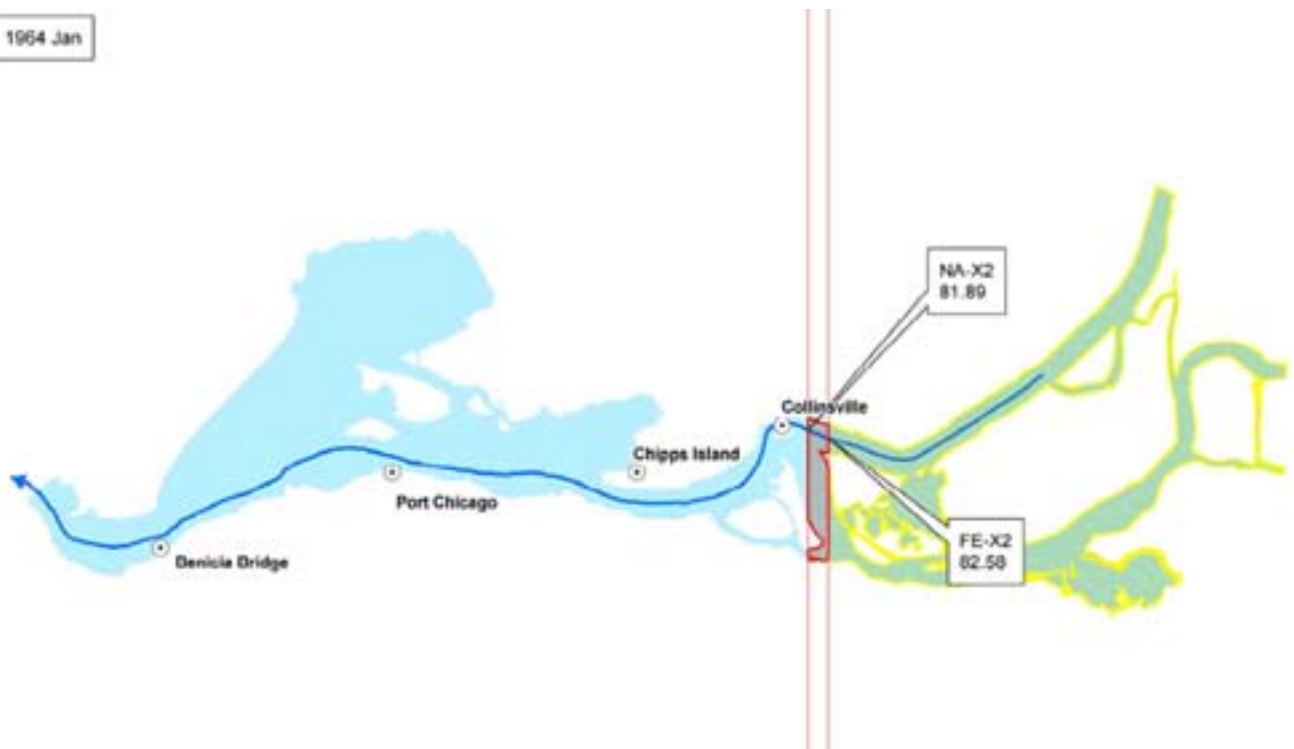 1964 Jan
NA-X2
81.89
Collinsville
Chipps Island
Port Chicago
FE-X2
82.58
Benicia Bridge